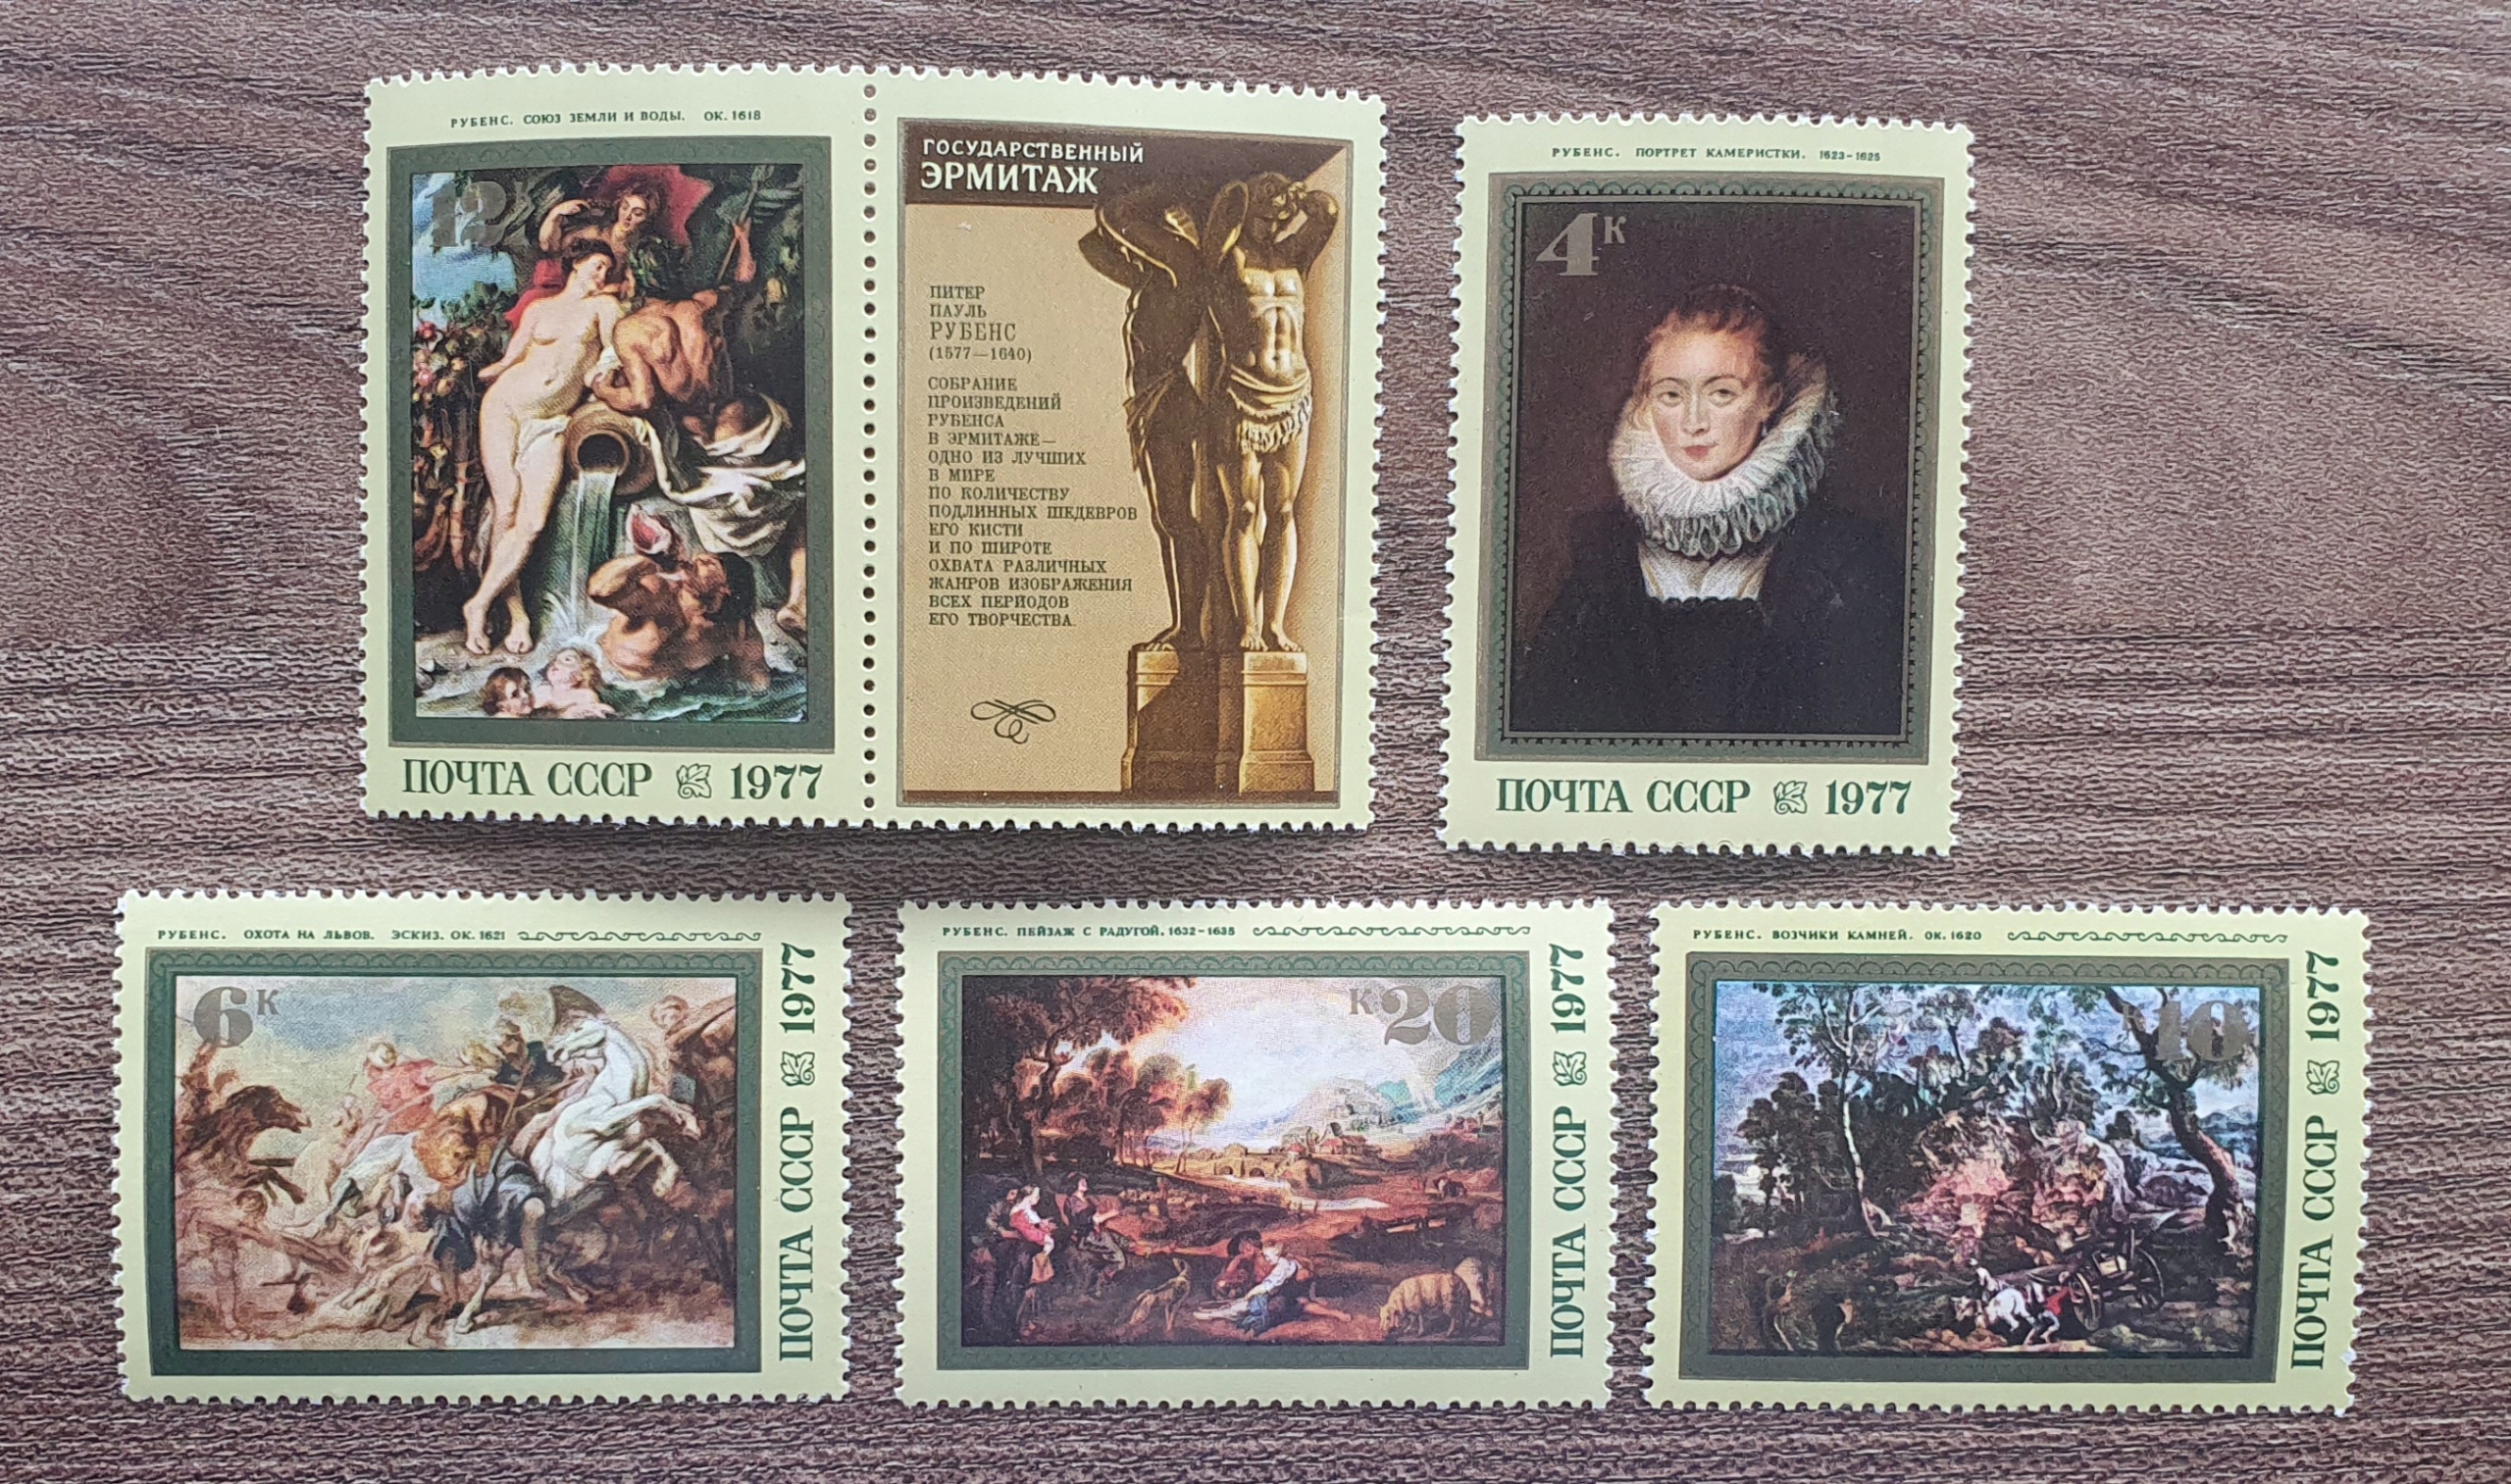 РУБЕНС. СОЮЗ ЗЕМЛИ И ВОДЫ. ОК. 1618
12К
ПОЧТА СССР 1977
ГОСУДАРСТВЕННЫЙ
ЭРМИТАЖ
ПИТЕР
ПАУЛЬ
РУБЕНС
(1577—1640)
СОБРАНИЕ
ПРОИЗВЕДЕНИЙ
РУБЕНСА
В ЭРМИТАЖЕ—
ОДНО ИЗ ЛУЧШИХ
В МИРЕ
ПО КОЛИЧЕСТВУ
ПОДЛИННЫХ ШЕДЕВРОВ
ЕГО КИСТИ
И ПО ШИРОТЕ
ОХВАТА РАЗЛИЧНЫХ
ЖАНРОВ ИЗОБРАЖЕНИЯ
ВСЕХ ПЕРИОДОВ
ЕГО ТВОРЧЕСТВА.
РУБЕНС. ПОРТРЕТ КАМЕРИСТКИ. 1623-1625
4К
ПОЧТА СССР 1977
РУБЕНС. ОХОТА НА ЛЬВОВ. ЭСКИЗ. ОК. 1621
6К
ПОЧТА СССР 1977
РУБЕНС. ПЕЙЗАЖ С РАДУГОЙ. 1632-1635
К20
ПОЧТА СССР 1977
РУБЕНС. ВОЗЧИКИ КАМНЕЙ. ОК. 1620
К10
ПОЧТА СССР 1977